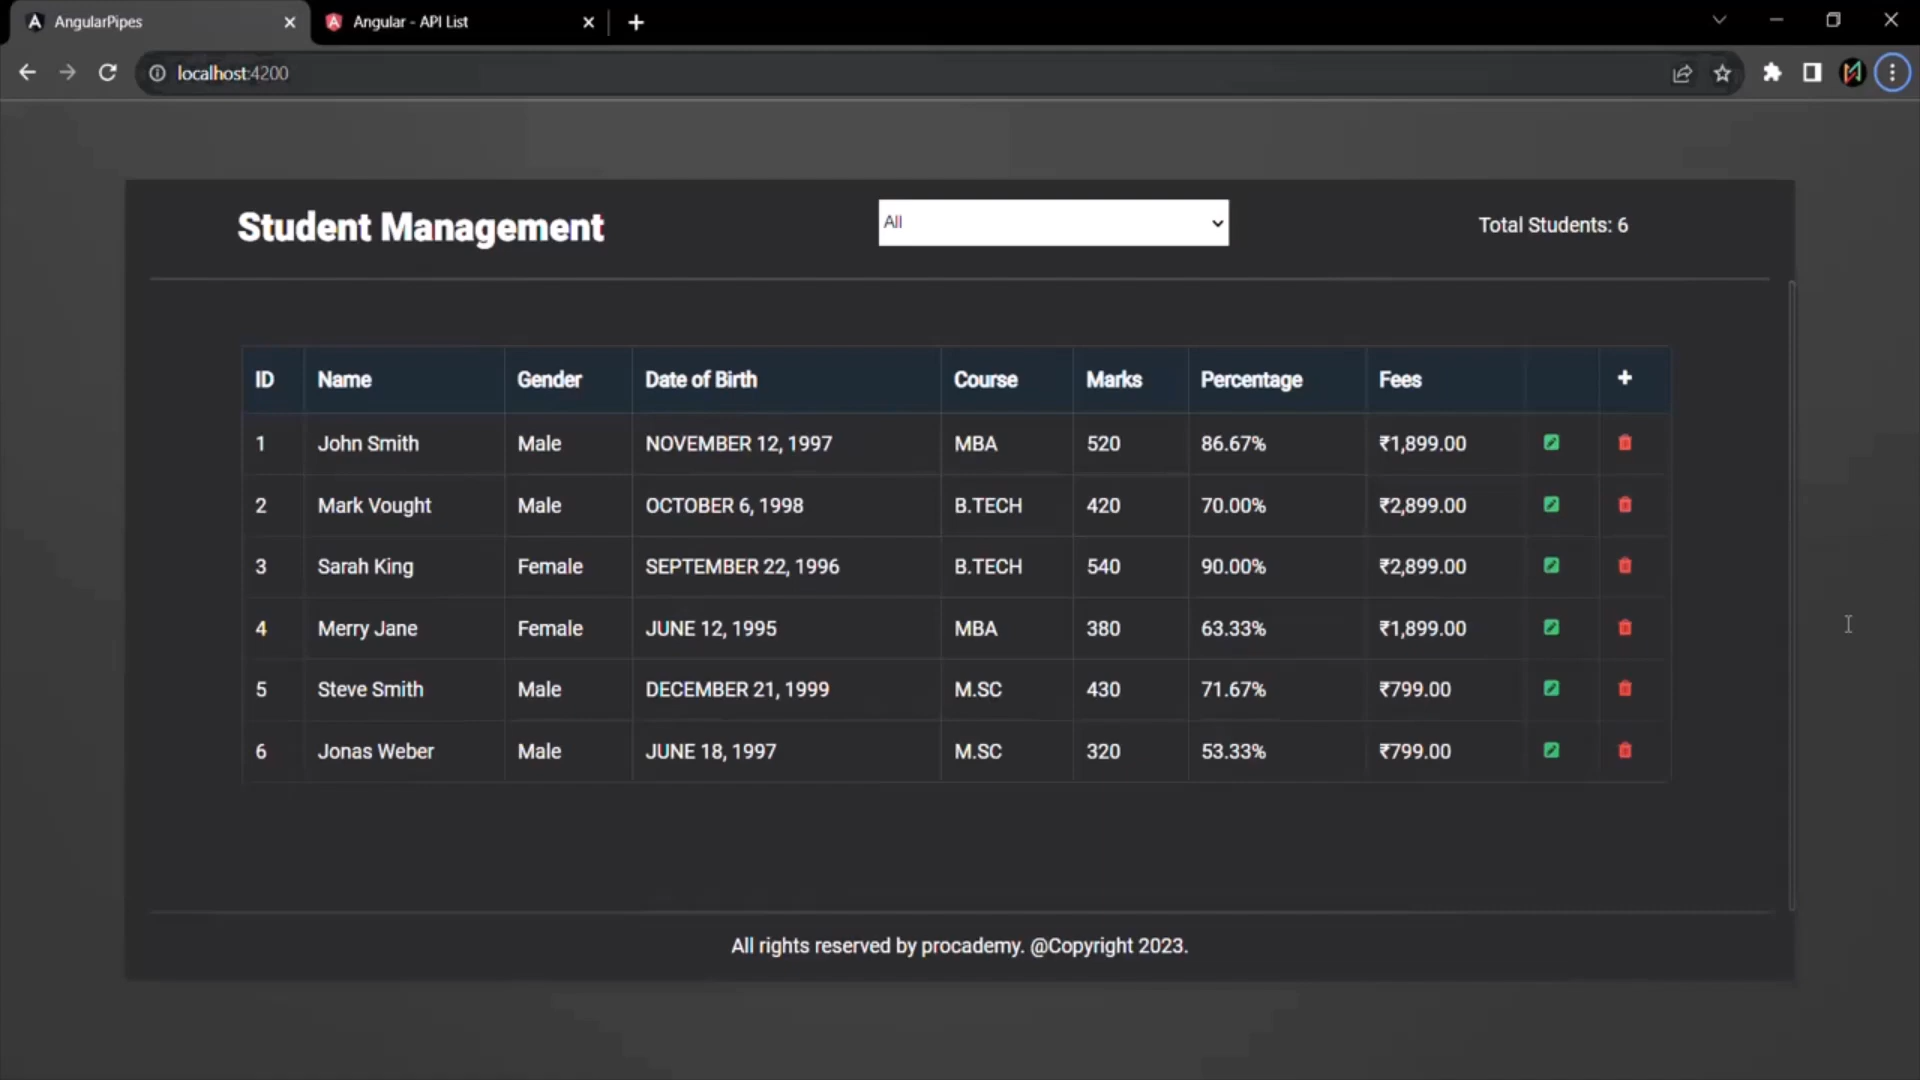 AngularPipes
Angular - API List
localhost:4200
Student Management
All
Total Students: 6
ID Name Gender Date of Birth Course Marks Percentage Fees +
1 John Smith Male NOVEMBER 12, 1997 MBA 520 86.67% ₹1,899.00
2 Mark Vought Male OCTOBER 6, 1998 B.TECH 420 70.00% ₹2,899.00
3 Sarah King Female SEPTEMBER 22, 1996 B.TECH 540 90.00% ₹2,899.00
4 Merry Jane Female JUNE 12, 1995 MBA 380 63.33% ₹1,899.00
5 Steve Smith Male DECEMBER 21, 1999 M.SC 430 71.67% ₹799.00
6 Jonas Weber Male JUNE 18, 1997 M.SC 320 53.33% ₹799.00
All rights reserved by procademy. @Copyright 2023.